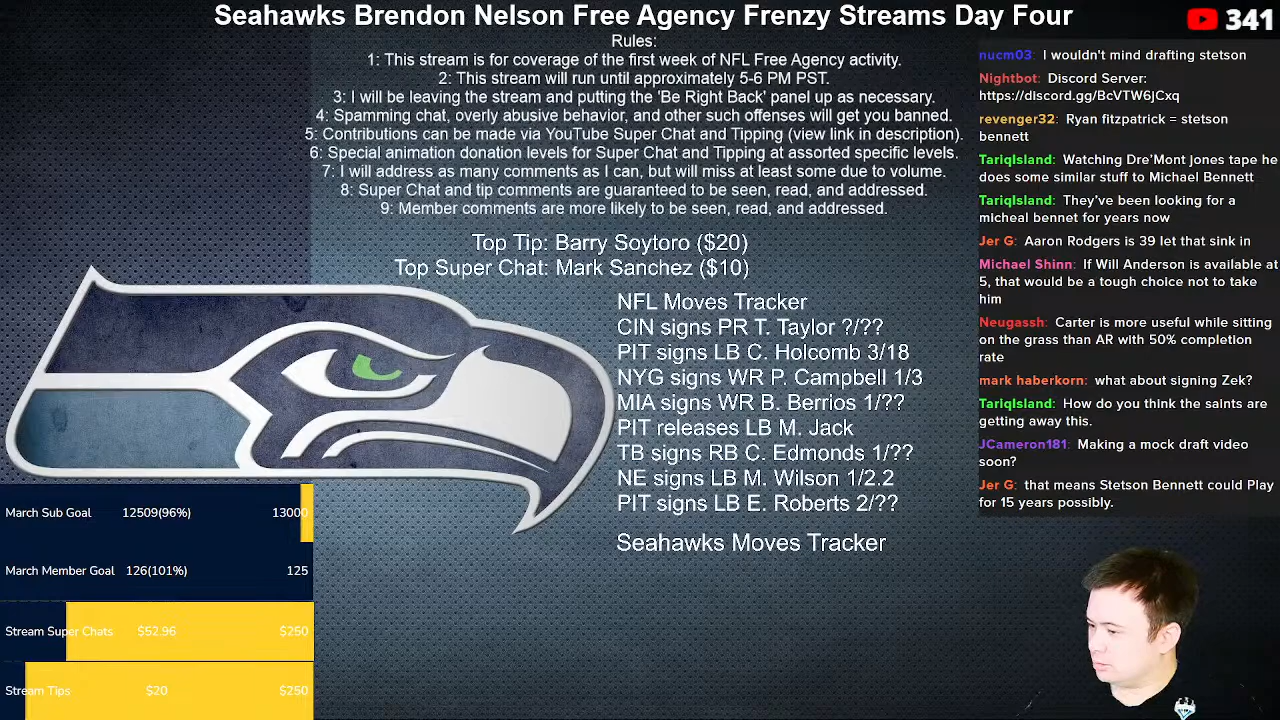 Seahawks Brendon Nelson Free Agency Frenzy Streams Day Four
341
Rules:
1: This stream is for coverage of the first week of NFL Free Agency activity.
2: This stream will run until approximately 5-6 PM PST.
3: I will be leaving the stream and putting the 'Be Right Back' panel up as necessary.
4: Spamming chat, overly abusive behavior, and other such offenses will get you banned.
5: Contributions can be made via YouTube Super Chat and Tipping (view link in description).
6: Special animation donation levels for Super Chat and Tipping at assorted specific levels.
7: I will address as many comments as I can, but will miss at least some due to volume.
8: Super Chat and tip comments are guaranteed to be seen, read, and addressed.
9: Member comments are more likely to be seen, read, and addressed.
Top Tip: Barry Soytoro ($20)
Top Super Chat: Mark Sanchez ($10)
NFL Moves Tracker
CIN signs PR T. Taylor ?/??
PIT signs LB C. Holcomb 3/18
NYG signs WR P. Campbell 1/3
MIA signs WR B. Berrios 1/??
PIT releases LB M. Jack
TB signs RB C. Edmonds 1/??
NE signs LB M. Wilson 1/2.2
PIT signs LB E. Roberts 2/??
Seahawks Moves Tracker
March Sub Goal 12509(96%) 13000
March Member Goal 126(101%) 125
Stream Super Chats $52.96 $250
Stream Tips $20 $250
nucm03: I wouldn't mind drafting stetson
Nightbot: Discord Server:
https://discord.gg/BcVTW6JCxq
revenger32: Ryan fitzpatrick = stetson
bennett
TariqIsland: Watching Dre'Mont Jones tape he
does some similar stuff to Michael Bennett
TariqIsland: They've been looking for a
micheal bennet for years now
Jer G: Aaron Rodgers is 39 let that sink in
Michael Shinn: If Will Anderson is available at
5, that would be a tough choice not to take
him
Neugassh: Carter is more useful while sitting
on the grass than AR with 50% completion
rate
mark haberkorn: what about signing Zek?
TariqIsland: How do you think the saints are
getting away this.
JCameron181: Making a mock draft video
soon?
Jer G: that means Stetson Bennett could Play
for 15 years possibly.